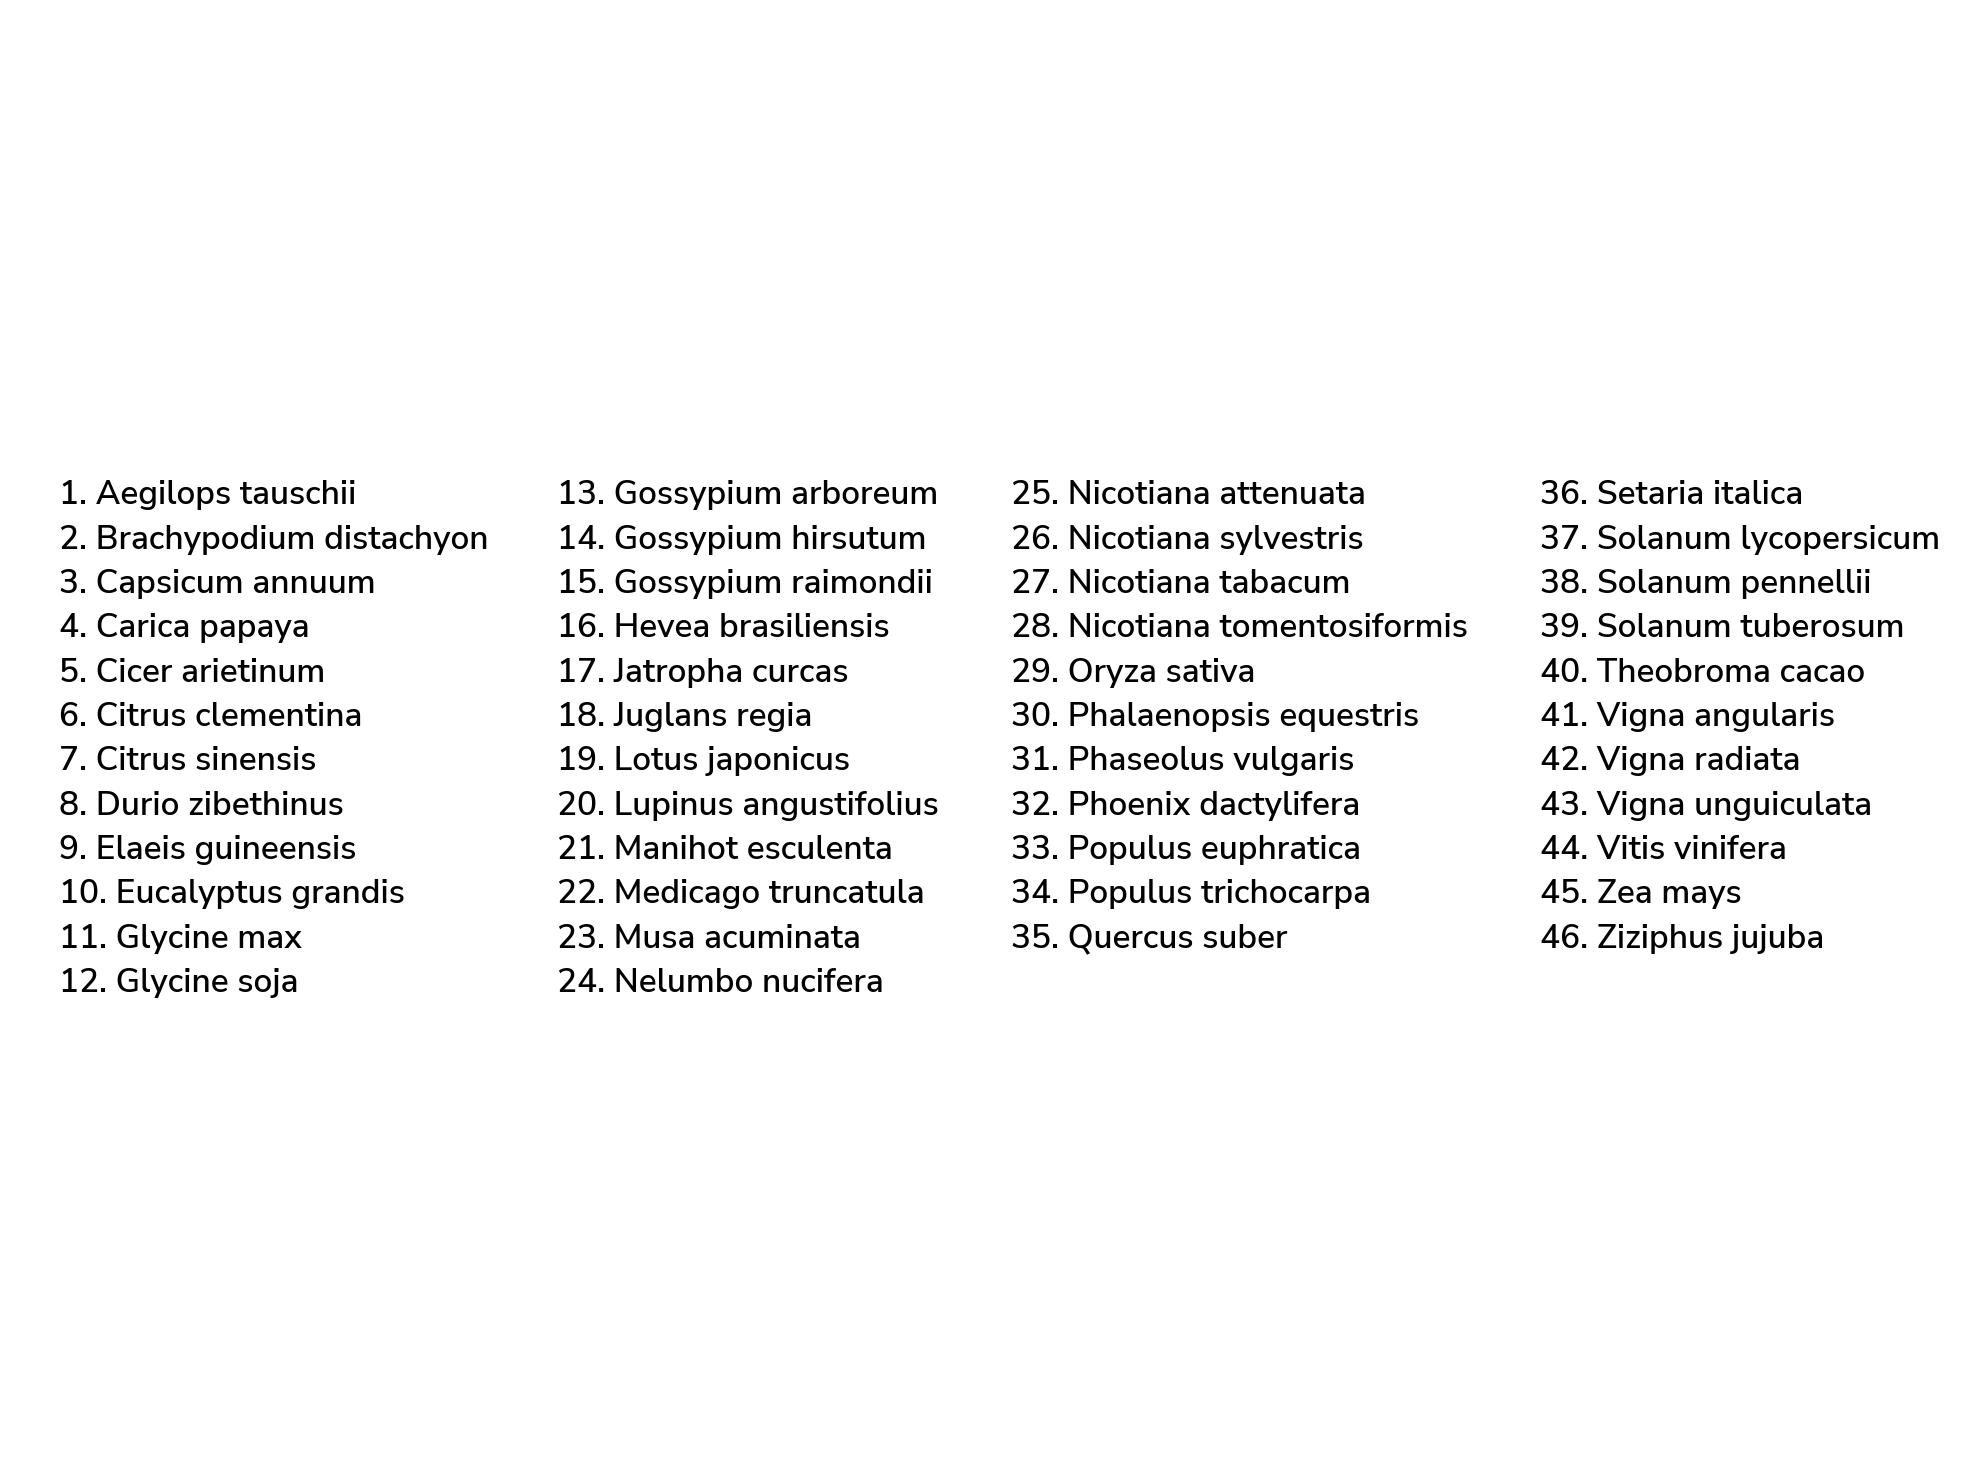 1. Aegilops tauschii
2. Brachypodium distachyon
3. Capsicum annuum
4. Carica papaya
5. Cicer arietinum
6. Citrus clementina
7. Citrus sinensis
8. Durio zibethinus
9. Elaeis guineensis
10. Eucalyptus grandis
11. Glycine max
12. Glycine soja
13. Gossypium arboreum
14. Gossypium hirsutum
15. Gossypium raimondii
16. Hevea brasiliensis
17. Jatropha curcas
18. Juglans regia
19. Lotus japonicus
20. Lupinus angustifolius
21. Manihot esculenta
22. Medicago truncatula
23. Musa acuminata
24. Nelumbo nucifera
25. Nicotiana attenuata
26. Nicotiana sylvestris
27. Nicotiana tabacum
28. Nicotiana tomentosiformis
29. Oryza sativa
30. Phalaenopsis equestris
31. Phaseolus vulgaris
32. Phoenix dactylifera
33. Populus euphratica
34. Populus trichocarpa
35. Quercus suber
36. Setaria italica
37. Solanum lycopersicum
38. Solanum pennellii
39. Solanum tuberosum
40. Theobroma cacao
41. Vigna angularis
42. Vigna radiata
43. Vigna unguiculata
44. Vitis vinifera
45. Zea mays
46. Ziziphus jujuba